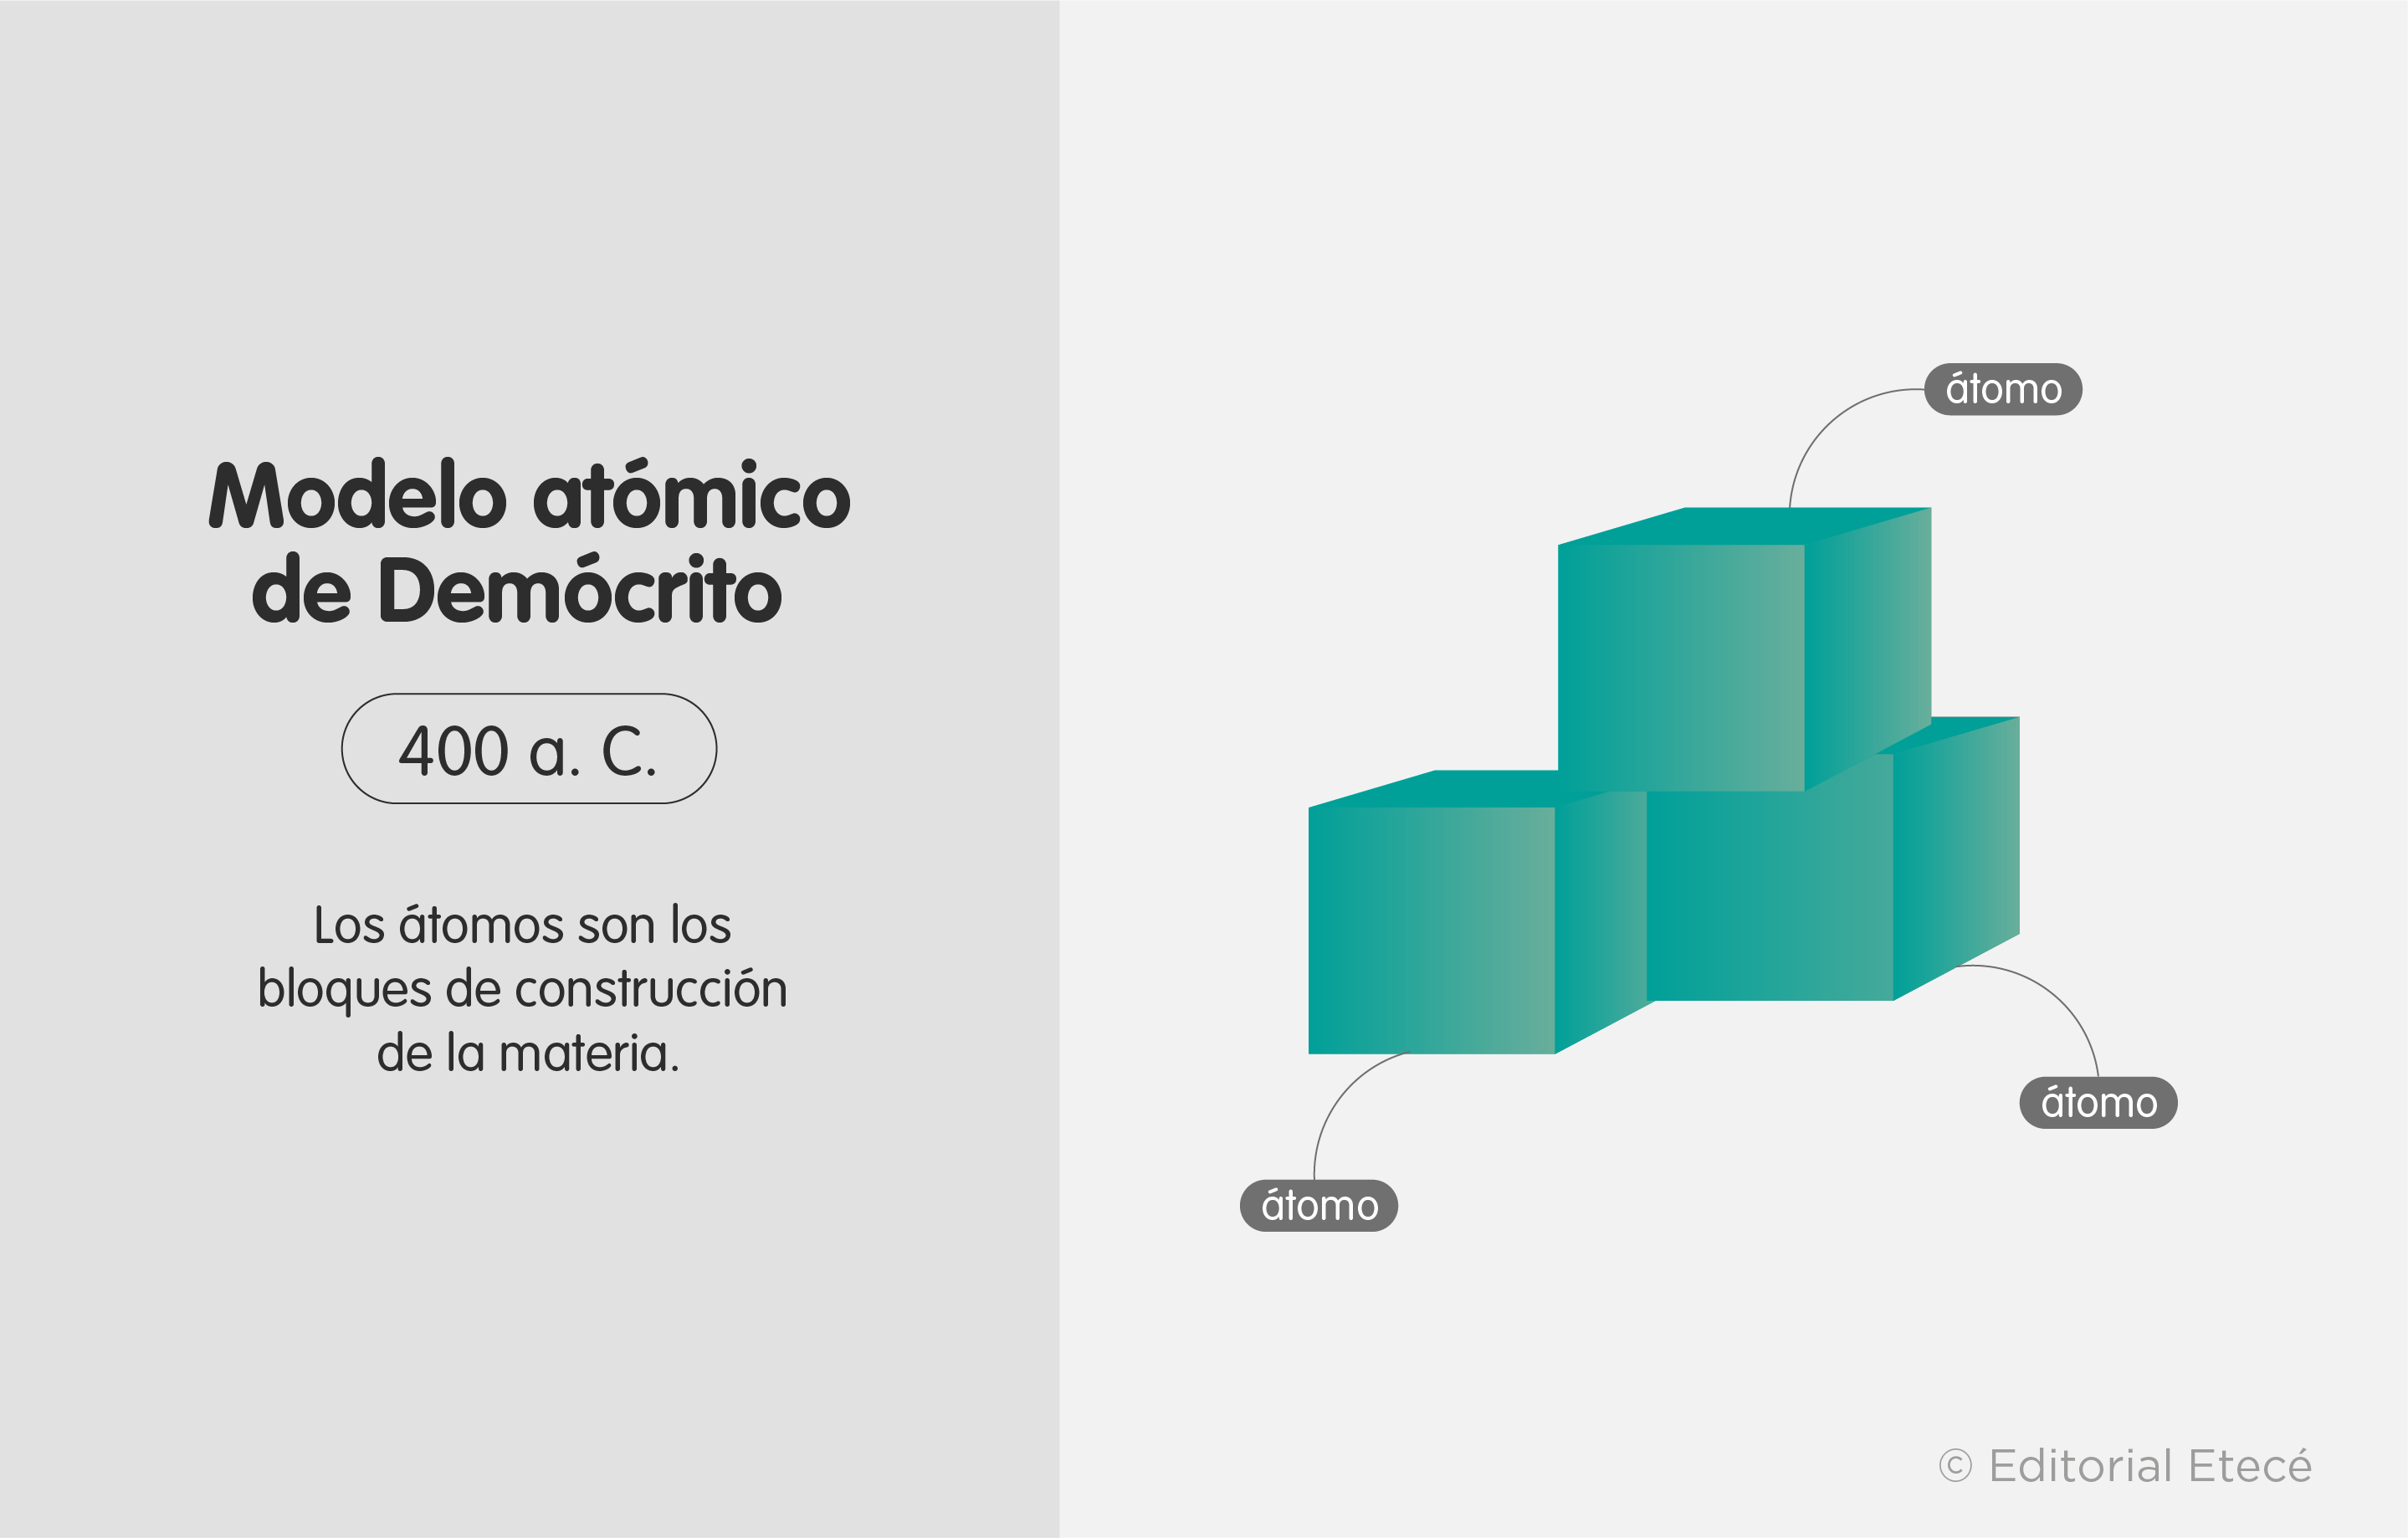 Modelo atómico
de Demócrito
400 a. C.
Los átomos son los
bloques de construcción
de la materia.
átomo
átomo
átomo
© Editorial Etecé